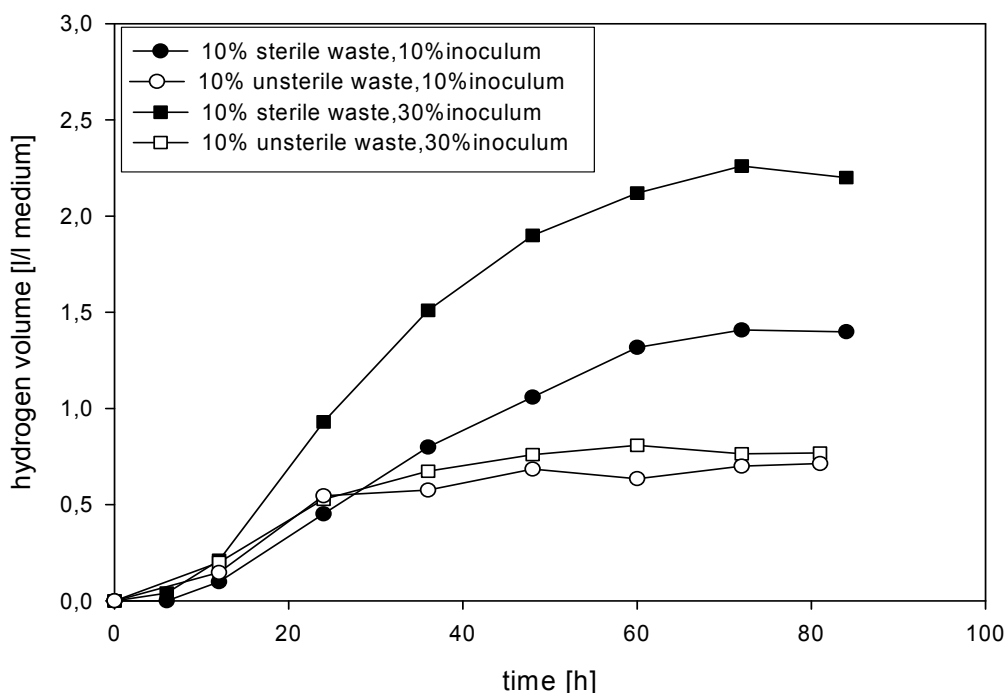 3,0
2,5
2,0
1,5
1,0
0,5
0,0
hydrogen volume [l/l medium]
10% sterile waste,10%inoculum
10% unsterile waste,10%inoculum
10% sterile waste,30%inoculum
10% unsterile waste,30%inoculum
0 20 40 60 80 100
time [h]